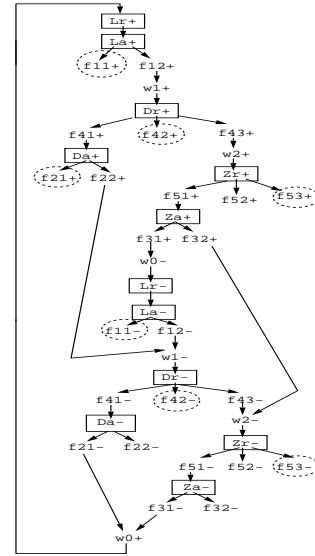 Lr+
La+
f11+ f12+
w1+
Dr+
f41+ f42+ f43+
Da+ w2+
f21+ f22+ Zr+
f51+ f52+ f53+
Za+
f31+ f32+
w0-
Lr-
La-
f11- f12-
w1-
Dr-
f41- f42- f43-
Da- w2-
f21- f22- Zr-
f51- f52- f53-
Za-
f31- f32-
w0+